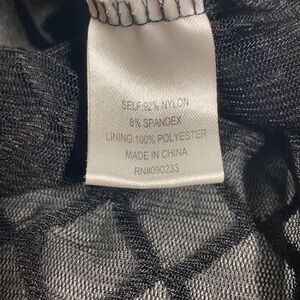 SELF:92% NYLON
8% SPANDEX
LINING:100% POLYESTER
MADE IN CHINA
RN#090233